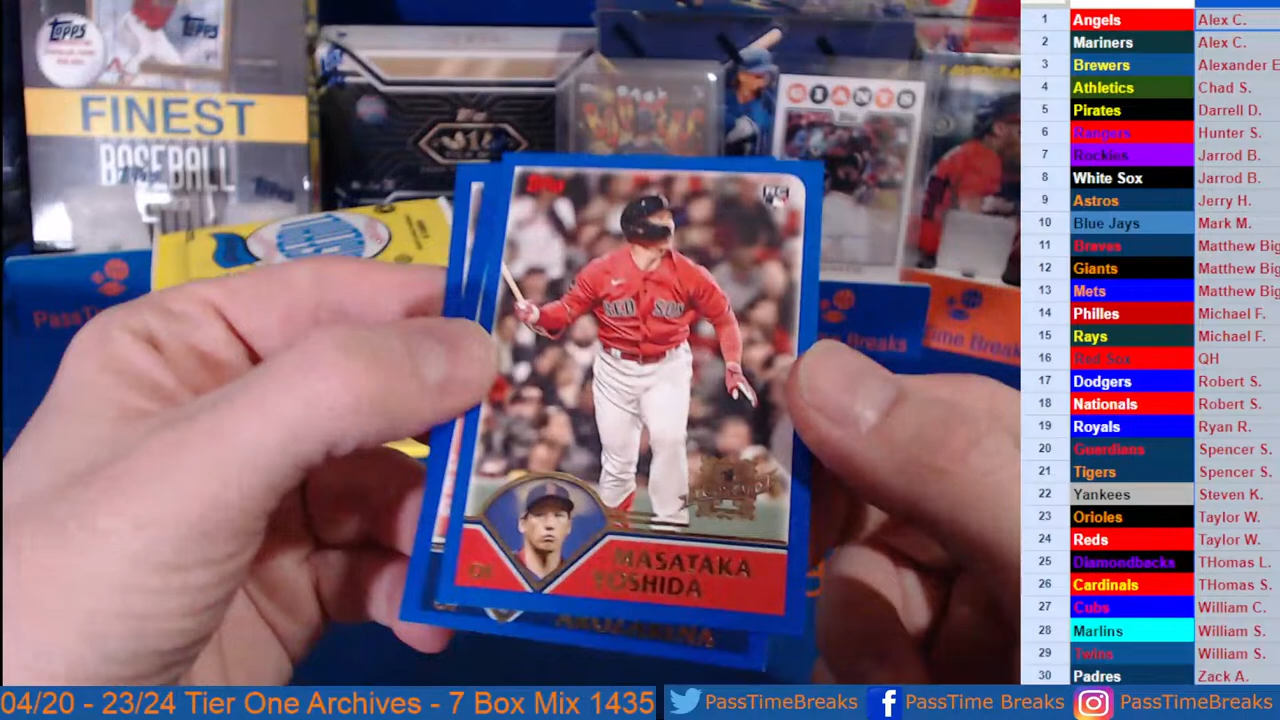 Topps
Topps
FINEST
BASEBALL
Topps
GIANTS
PassTime
Breaks
Time Breaks
Topps
RC
RED SOX
MASATAKA
YOSHIDA
1 Angels Alex C.
2 Mariners Alex C.
3 Brewers Alexander E
4 Athletics Chad S.
5 Pirates Darrell D.
6 Rangers Hunter S.
7 Rockies Jarrod B.
8 White Sox Jarrod B.
9 Astros Jerry H.
10 Blue Jays Mark M.
11 Braves Matthew Big
12 Giants Matthew Big
13 Mets Matthew Big
14 Philles Michael F.
15 Rays Michael F.
16 Red Sox QH
17 Dodgers Robert S.
18 Nationals Robert S.
19 Royals Ryan R.
20 Guardians Spencer S.
21 Tigers Spencer S.
22 Yankees Steven K.
23 Orioles Taylor W.
24 Reds Taylor W.
25 Diamondbacks THomas L.
26 Cardinals THomas S.
27 Cubs William C.
28 Marlins William S.
29 Twins William S.
30 Padres Zack A.
04/20 - 23/24 Tier One Archives - 7 Box Mix 1435 PassTimeBreaks PassTime Breaks PassTimeBreaks